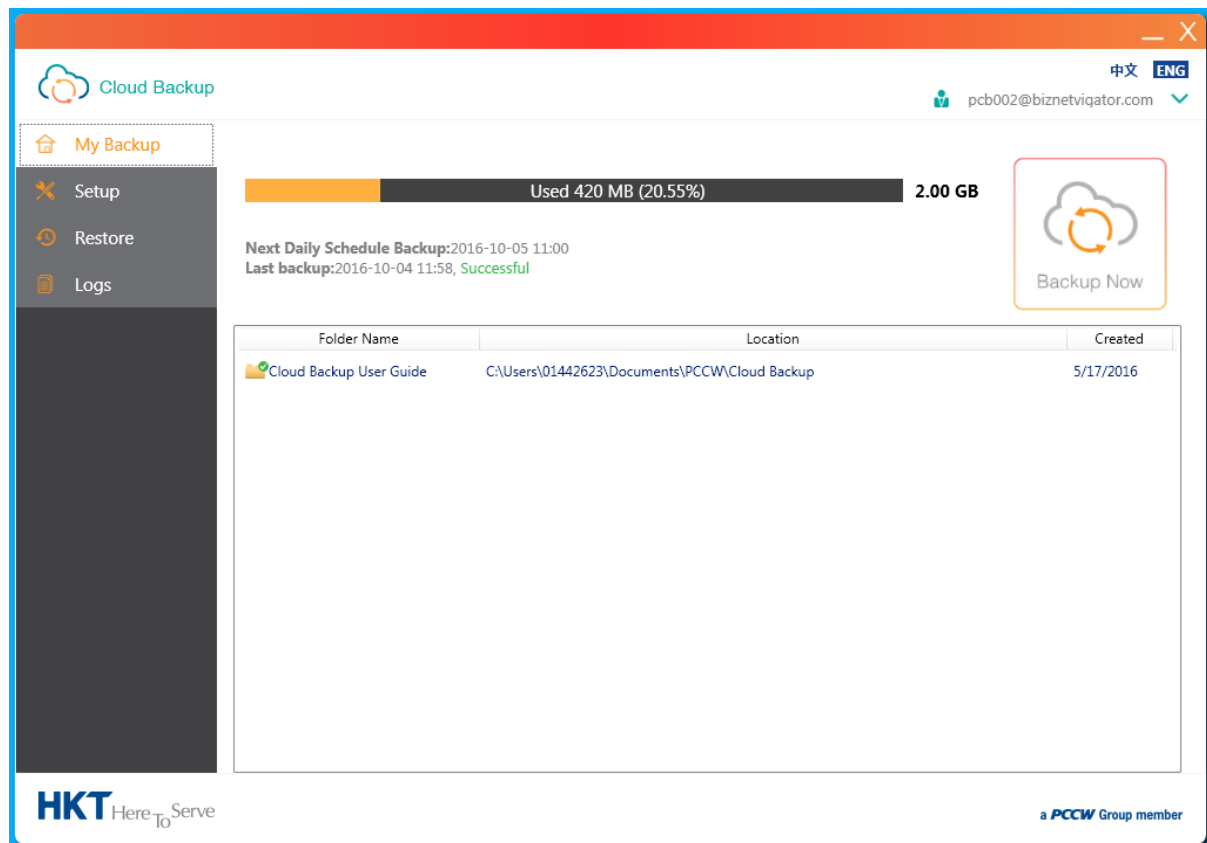 X
Cloud Backup
中文 ENG
pcb002@biznetvigator.com
My Backup
Setup
Restore
Logs
Used 420 MB (20.55%)
2.00 GB
Next Daily Schedule Backup:2016-10-05 11:00
Last backup:2016-10-04 11:58, Successful
Backup Now
Folder Name Location Created
Cloud Backup User Guide C:\Users\01442623\Documents\PCCW\Cloud Backup 5/17/2016
HKT Here To Serve
a PCCW Group member